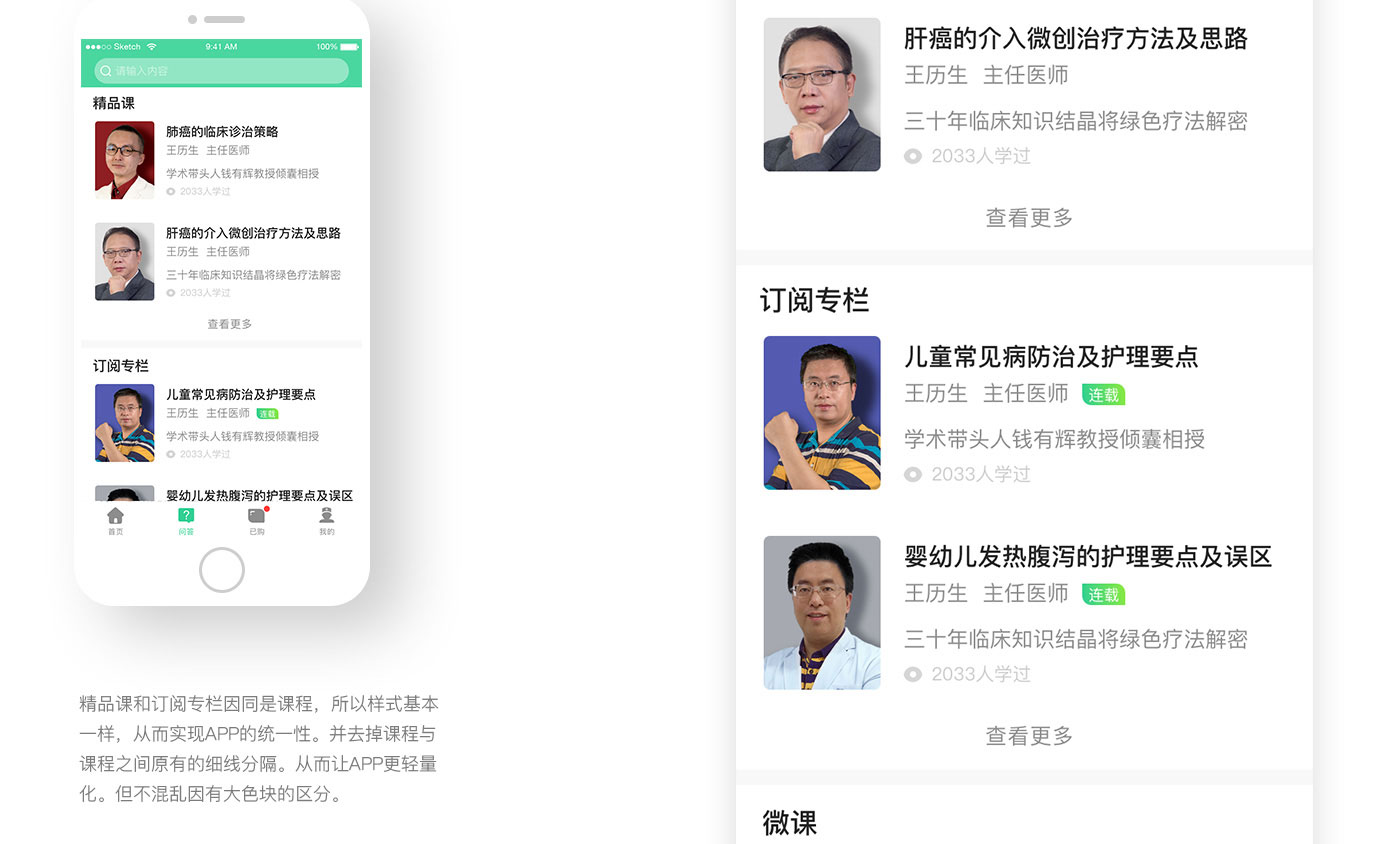 Sketch 9:41 AM 100%
请输入内容
精品课
肺癌的临床诊治策略
王历生 主任医师
学术带头人钱有辉教授倾囊相授
2033人学过
肝癌的介入微创治疗方法及思路
王历生 主任医师
三十年临床知识结晶将绿色疗法解密
2033人学过
查看更多
订阅专栏
儿童常见病防治及护理要点
王历生 主任医师 连载
学术带头人钱有辉教授倾囊相授
2033人学过
婴幼儿发热腹泻的护理要点及误区
首页 问答 已购 我的
精品课和订阅专栏因同是课程，所以样式基本
一样，从而实现APP的统一性。并去掉课程与
课程之间原有的细线分隔。从而让APP更轻量
化。但不混乱因有大色块的区分。
肝癌的介入微创治疗方法及思路
王历生 主任医师
三十年临床知识结晶将绿色疗法解密
2033人学过
查看更多
订阅专栏
儿童常见病防治及护理要点
王历生 主任医师 连载
学术带头人钱有辉教授倾囊相授
2033人学过
婴幼儿发热腹泻的护理要点及误区
王历生 主任医师 连载
三十年临床知识结晶将绿色疗法解密
2033人学过
查看更多
微课